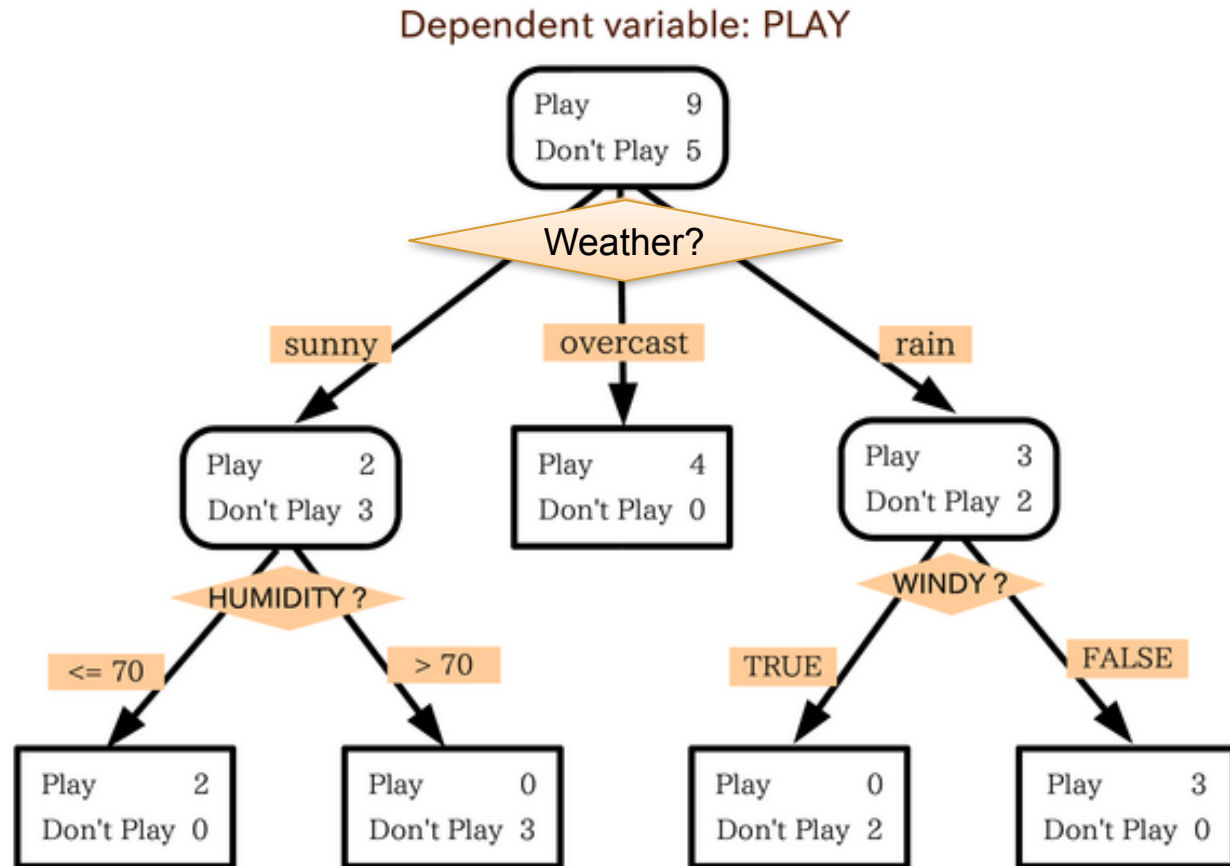 Dependent variable: PLAY
Play 9
Don't Play 5
Weather?
sunny
overcast
rain
Play 2
Don't Play 3
Play 4
Don't Play 0
Play 3
Don't Play 2
HUMIDITY ?
WINDY ?
<= 70
> 70
TRUE
FALSE
Play 2
Don't Play 0
Play 0
Don't Play 3
Play 0
Don't Play 2
Play 3
Don't Play 0